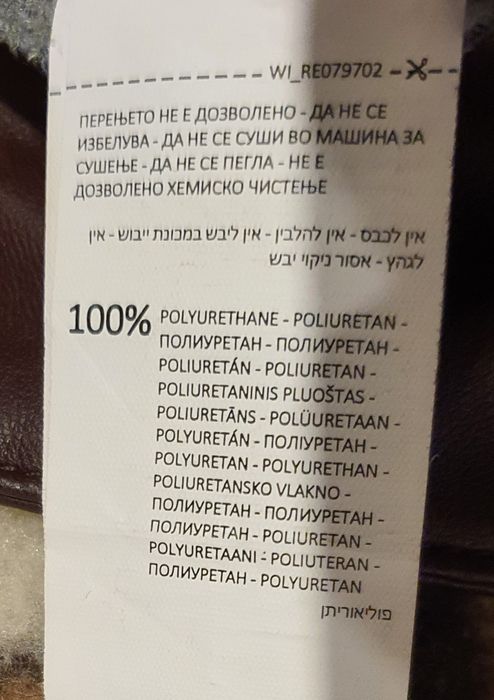 WI_RE079702
ПЕРЕЊЕТО НЕ Е ДОЗВОЛЕНО - ДА НЕ СЕ
ИЗБЕЛУВА - ДА НЕ СЕ СУШИ ВО МАШИНА ЗА
СУШЕЊЕ - ДА НЕ СЕ ПЕГЛА - НЕ Е
ДОЗВОЛЕНО ХЕМИСКО ЧИСТЕЊЕ
אין לכבס - אין להלבין - אין ליבש במכונת ייבוש - אין
לגהץ - אסור ניקוי יבש
100% POLYURETHANE - POLIURETAN -
ПОЛИУРЕТАН - ПОЛИУРЕТАН -
POLIURETÁN - POLIURETAN -
POLIURETANINIS PLUOŠTAS -
POLIURETĀNS - POLÜURETAAN -
POLYURETÁN - ПОЛІУРЕТАН -
POLYURETAN - POLYURETHAN -
POLIURETANSKO VLAKNO -
ПОЛИУРЕТАН - ПОЛИУРЕТАН -
ПОЛИУРЕТАН - POLIURETAN -
POLYURETAANI - POLIUTERAN -
ПОЛИУРЕТАН - POLYURETAN
פוליאוריתן